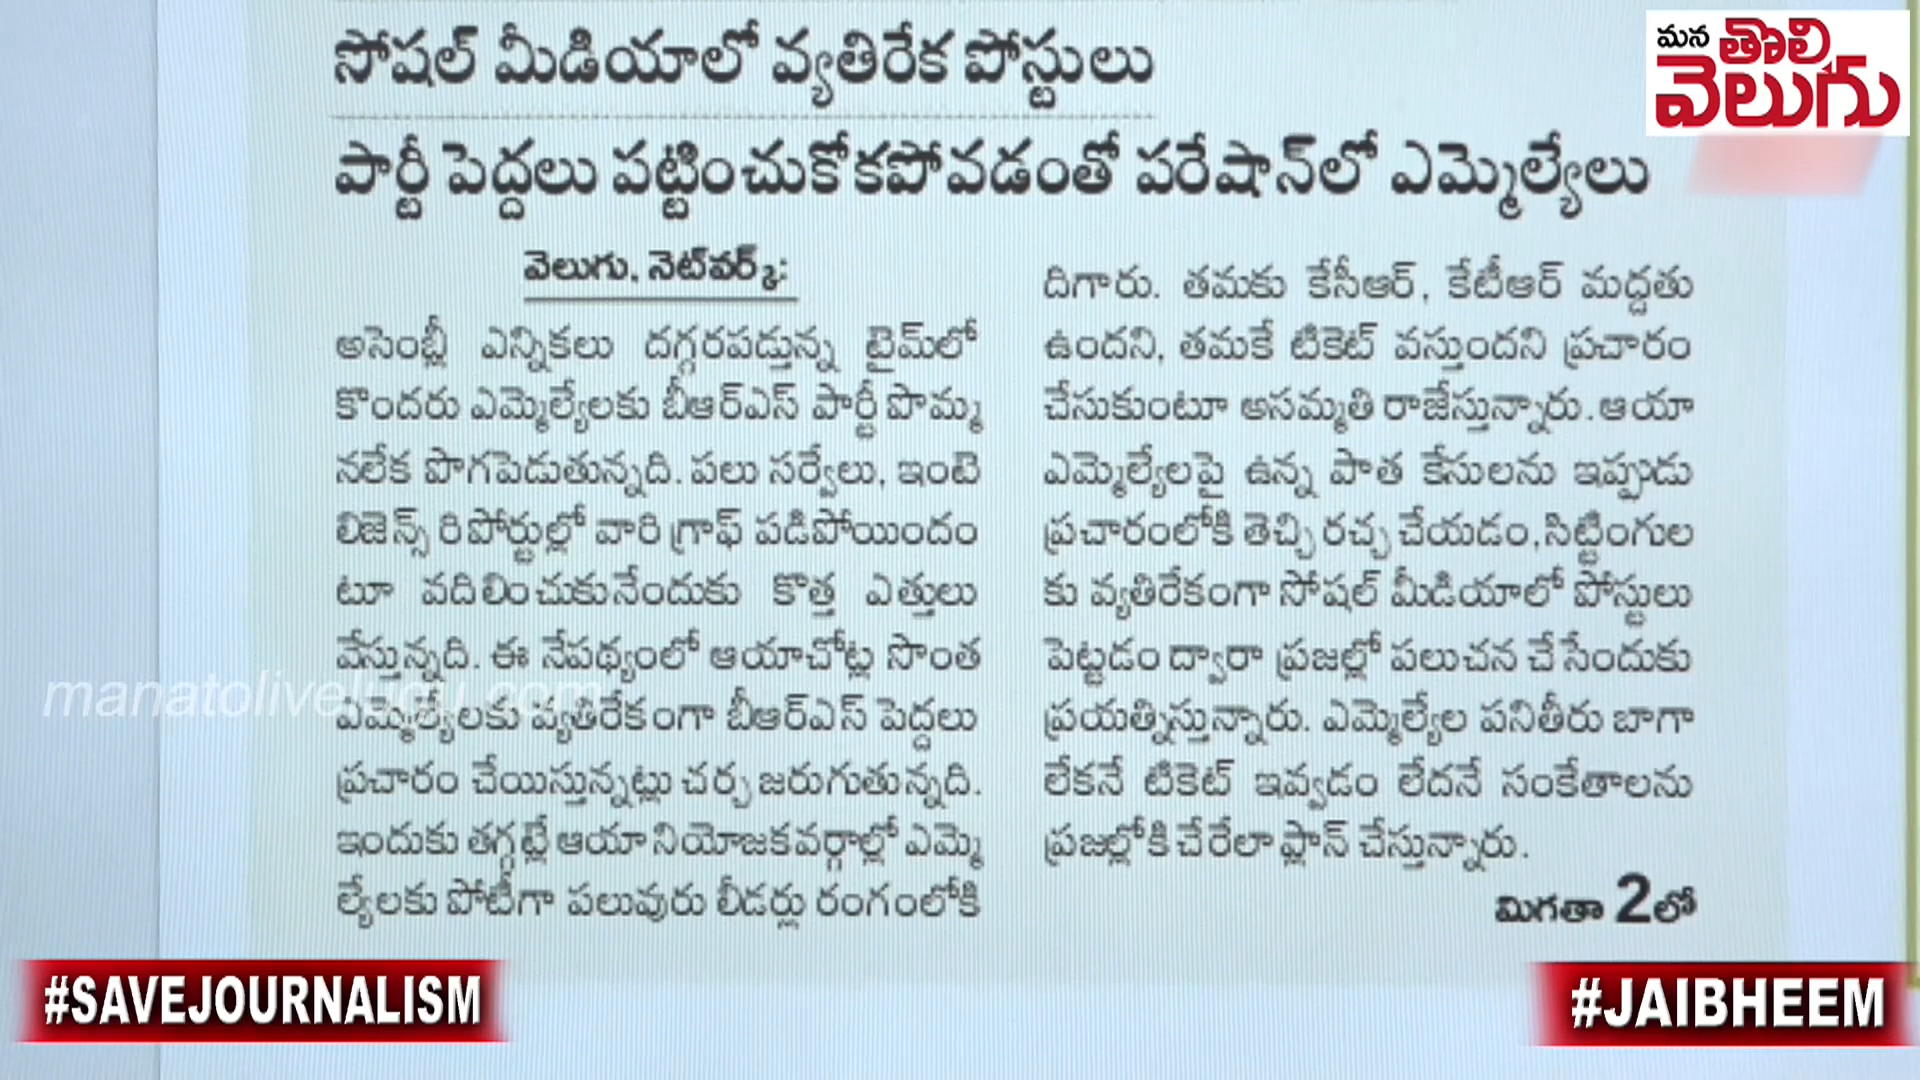 సోషల్ మీడియాలో వ్యతిరేక పోస్టులు
పార్టీ పెద్దలు పట్టించుకోకపోవడంతో పరేషాన్‌లో ఎమ్మెల్యేలు
వెలుగు, నెట్‌వర్క్:
అసెంబ్లీ ఎన్నికలు దగ్గరపడ్తున్న టైమ్‌లో
కొందరు ఎమ్మెల్యేలకు బీఆర్ఎస్ పార్టీ పొమ్మ
నలేక పొగపెడుతున్నది. పలు సర్వేలు, ఇంటె
లిజెన్స్ రిపోర్టుల్లో వారి గ్రాఫ్ పడిపోయిందం
టూ వదిలించుకునేందుకు కొత్త ఎత్తులు
వేస్తున్నది. ఈ నేపథ్యంలో ఆయాచోట్ల సొంత
ఎమ్మెల్యేలకు వ్యతిరేకంగా బీఆర్ఎస్ పెద్దలు
ప్రచారం చేయిస్తున్నట్లు చర్చ జరుగుతున్నది.
ఇందుకు తగ్గట్లే ఆయా నియోజకవర్గాల్లో ఎమ్మె
ల్యేలకు పోటీగా పలువురు లీడర్లు రంగంలోకి
దిగారు. తమకు కేసీఆర్, కేటీఆర్ మద్దతు
ఉందని, తమకే టికెట్ వస్తుందని ప్రచారం
చేసుకుంటూ అసమ్మతి రాజేస్తున్నారు. ఆయా
ఎమ్మెల్యేలపై ఉన్న పాత కేసులను ఇప్పుడు
ప్రచారంలోకి తెచ్చి రచ్చ చేయడం, సిట్టింగుల
కు వ్యతిరేకంగా సోషల్ మీడియాలో పోస్టులు
పెట్టడం ద్వారా ప్రజల్లో పలుచన చేసేందుకు
ప్రయత్నిస్తున్నారు. ఎమ్మెల్యేల పనితీరు బాగా
లేకనే టికెట్ ఇవ్వడం లేదనే సంకేతాలను
ప్రజల్లోకి చేరేలా ప్లాన్ చేస్తున్నారు.
మిగతా 2లో
మన తొలి
వెలుగు
manatolivelugu.com
#SAVEJOURNALISM
#JAIBHEEM